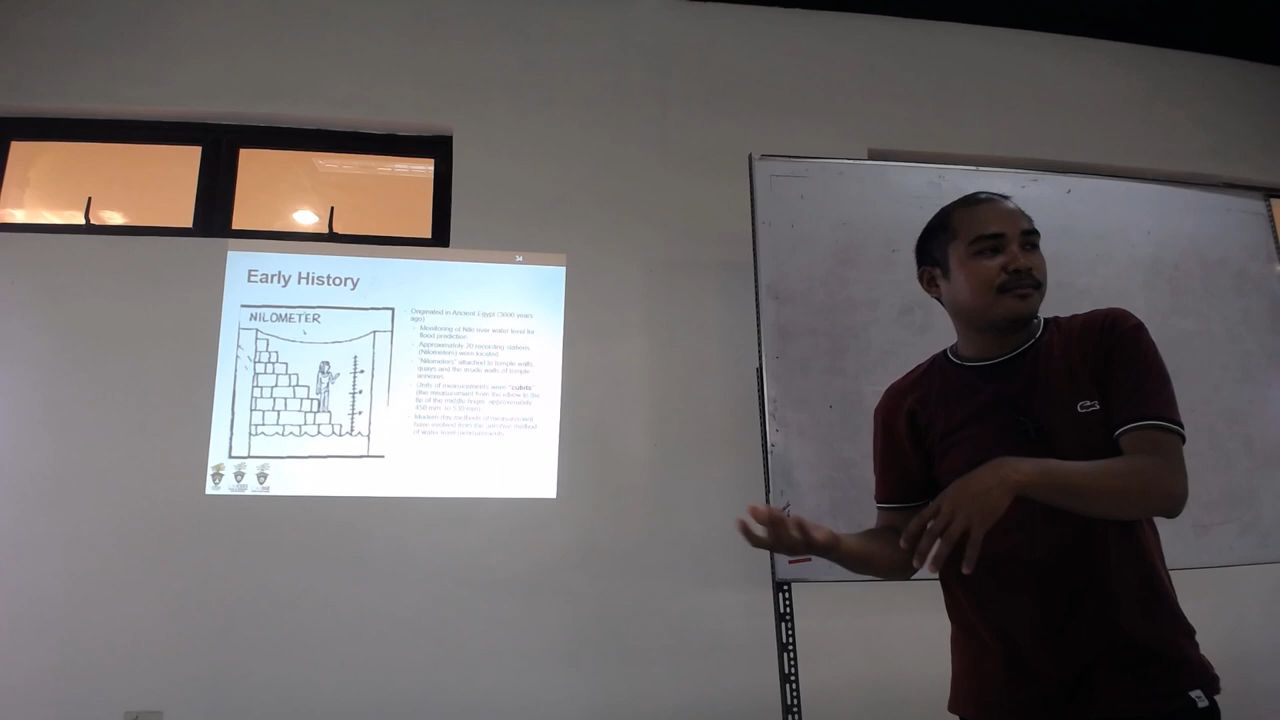 34
Early History
NILOMETER
Originated in Ancient Egypt (3000 years
ago)
Monitoring of Nile river water level for
flood prediction
Approximately 20 recording stations
(Nilometers) were located
"Nilometers" attached to temple walls,
quays and the inside walls of temple
Units of measurements were "cubits"
(the measurement from the elbow to the
tip of the middle finger approximately
450 mm to 530 mm)
Modern day methods of measurement
have evolved from this primitive method
of water level measurements